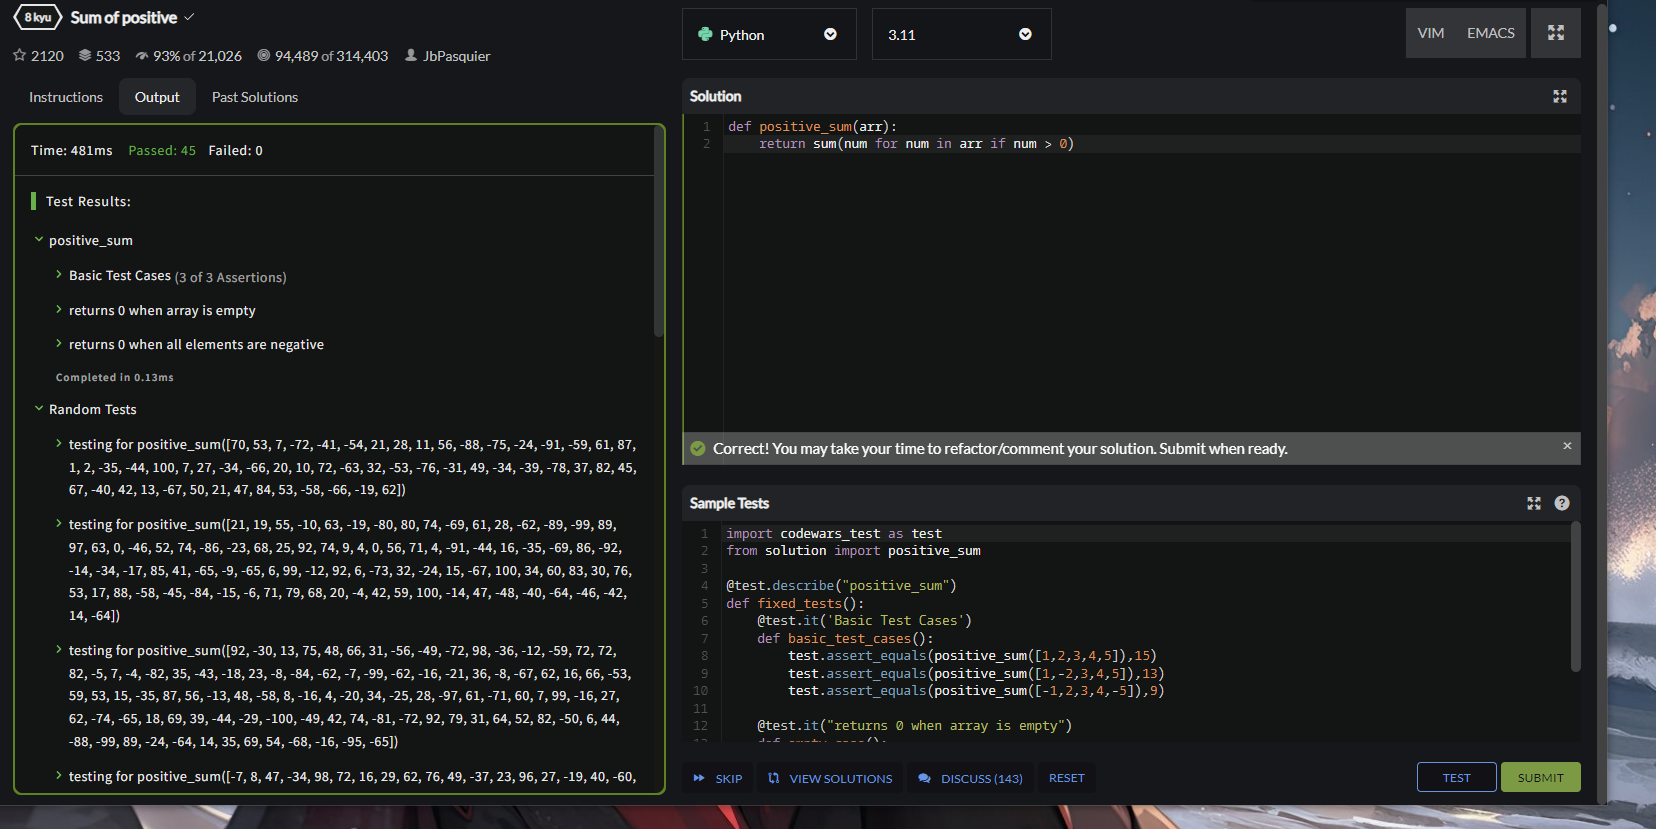 8 kyu Sum of positive
2120 533 93% of 21,026 94,489 of 314,403 JbPasquier
Instructions Output Past Solutions
Time: 481ms Passed: 45 Failed: 0
Test Results:
positive_sum
Basic Test Cases (3 of 3 Assertions)
returns 0 when array is empty
returns 0 when all elements are negative
Completed in 0.13ms
Random Tests
testing for positive_sum([70, 53, 7, -72, -41, -54, 21, 28, 11, 56, -88, -75, -24, -91, -59, 61, 87,
1, 2, -35, -44, 100, 7, 27, -34, -66, 20, 10, 72, -63, 32, -53, -76, -31, 49, -34, -39, -78, 37, 82, 45,
67, -40, 42, 13, -67, 50, 21, 47, 84, 53, -58, -66, -19, 62])
testing for positive_sum([21, 19, 55, -10, 63, -19, -80, 80, 74, -69, 61, 28, -62, -89, -99, 89,
97, 63, 0, -46, 52, 74, -86, -23, 68, 25, 92, 74, 9, 4, 0, 56, 71, 4, -91, -44, 16, -35, -69, 86, -92,
-14, -34, -17, 85, 41, -65, -9, -65, 6, 99, -12, 92, 6, -73, 32, -24, 15, -67, 100, 34, 60, 83, 30, 76,
53, 17, 88, -58, -45, -84, -15, -6, 71, 79, 68, 20, -4, 42, 59, 100, -14, 47, -48, -40, -64, -46, -42,
14, -64])
testing for positive_sum([92, -30, 13, 75, 48, 66, 31, -56, -49, -72, 98, -36, -12, -59, 72, 72,
82, -5, 7, -4, -82, 35, -43, -18, 23, -8, -84, -62, -7, -99, -62, -16, -21, 36, -8, -67, 62, 16, 66, -53,
59, 53, 15, -35, 87, 56, -13, 48, -58, 8, -16, 4, -20, 34, -25, 28, -97, 61, -71, 60, 7, 99, -16, 27,
62, -74, -65, 18, 69, 39, -44, -29, -100, -49, 42, 74, -81, -72, 92, 79, 31, 64, 52, 82, -50, 6, 44,
-88, -99, 89, -24, -64, 14, 35, 69, 54, -68, -16, -95, -65])
testing for positive_sum([-7, 8, 47, -34, 98, 72, 16, 29, 62, 76, 49, -37, 23, 96, 27, -19, 40, -60,
Python 3.11 VIM EMACS
Solution
1 def positive_sum(arr):
2 return sum(num for num in arr if num > 0)
Correct! You may take your time to refactor/comment your solution. Submit when ready. ×
Sample Tests
1 import codewars_test as test
2 from solution import positive_sum
3
4 @test.describe("positive_sum")
5 def fixed_tests():
6 @test.it('Basic Test Cases')
7 def basic_test_cases():
8 test.assert_equals(positive_sum([1,2,3,4,5]),15)
9 test.assert_equals(positive_sum([1,-2,3,4,5]),13)
10 test.assert_equals(positive_sum([-1,2,3,4,-5]),9)
11
12 @test.it("returns 0 when array is empty")
SKIP VIEW SOLUTIONS DISCUSS (143) RESET TEST SUBMIT